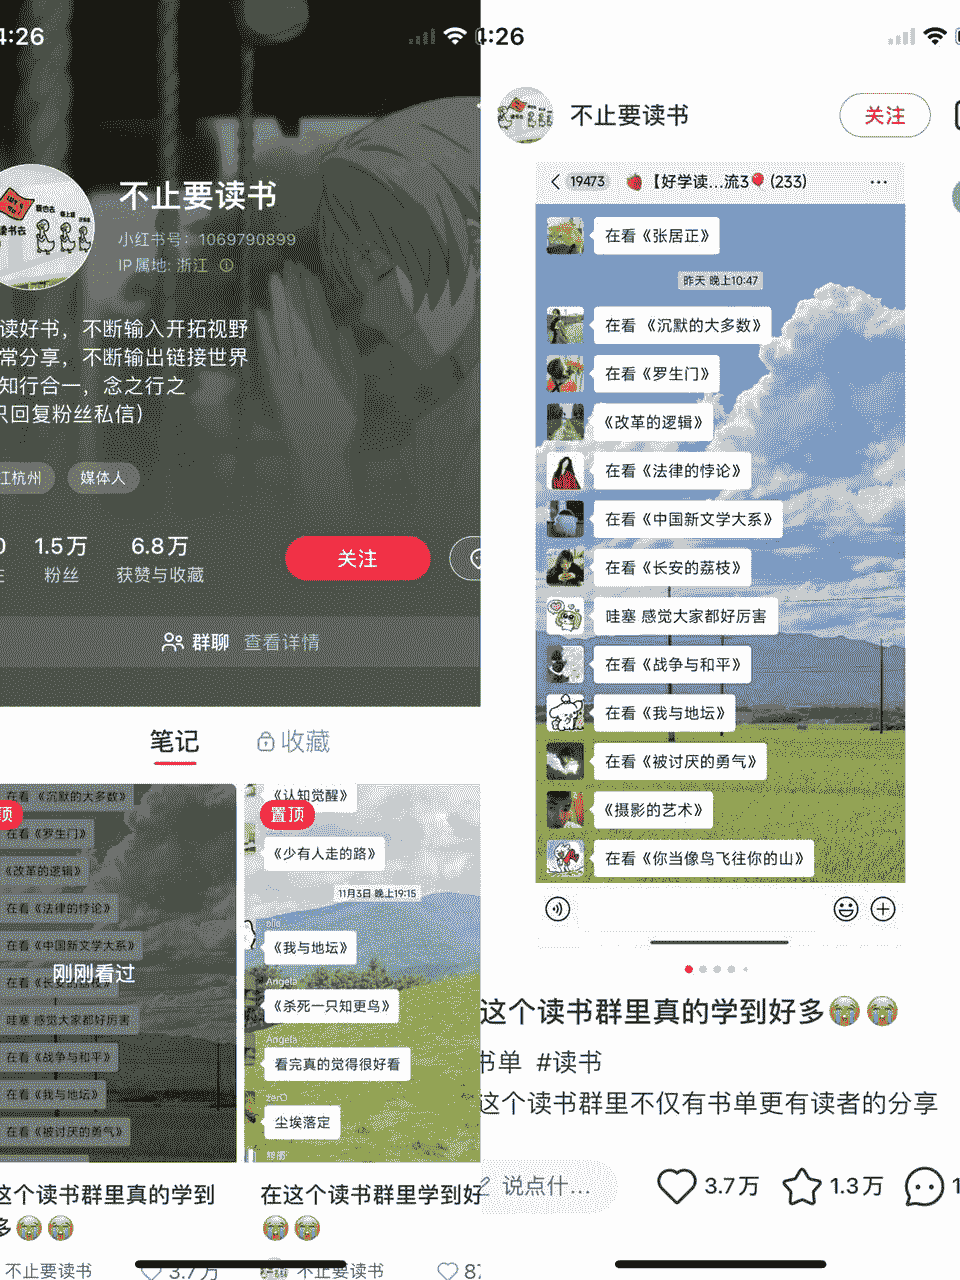 4:26
不止要读书
小红书号：1069790899
IP属地: 浙江
读好书，不断输入开拓视野
常分享，不断输出链接世界
知行合一，念之行之
只回复粉丝私信）
江杭州
媒体人
1.5万
粉丝
6.8万
获赞与收藏
关注
群聊 查看详情
笔记
收藏
在看《沉默的大多数》
顶
在看《罗生门》
《改革的逻辑》
在看《法律的悖论》
在看《中国新文学大系》
刚刚看过
在看《长安的荔枝》
哇塞 感觉大家都好厉害
在看《战争与和平》
在看《我与地坛》
在看《被讨厌的勇气》
这个读书群里真的学到
多😭😭
不止要读书
3.7万
《认知觉醒》
置顶
《少有人走的路》
11月3日 晚上19:15
《我与地坛》
Angela
《杀死一只知更鸟》
Angela
看完真的觉得很好看
zerO
尘埃落定
在这个读书群里学到好
😭😭
不止要读书
4:26
不止要读书
关注
19473
🍓【好学读...流3🎈(233)
在看《张居正》
昨天 晚上10:47
在看 《沉默的大多数》
在看《罗生门》
《改革的逻辑》
在看《法律的悖论》
在看《中国新文学大系》
在看《长安的荔枝》
哇塞 感觉大家都好厉害
在看《战争与和平》
在看《我与地坛》
在看《被讨厌的勇气》
《摄影的艺术》
在看《你当像鸟飞往你的山》
这个读书群里真的学到好多😭😭
书单 #读书
这个读书群里不仅有书单更有读者的分享
说点什...
3.7万
1.3万